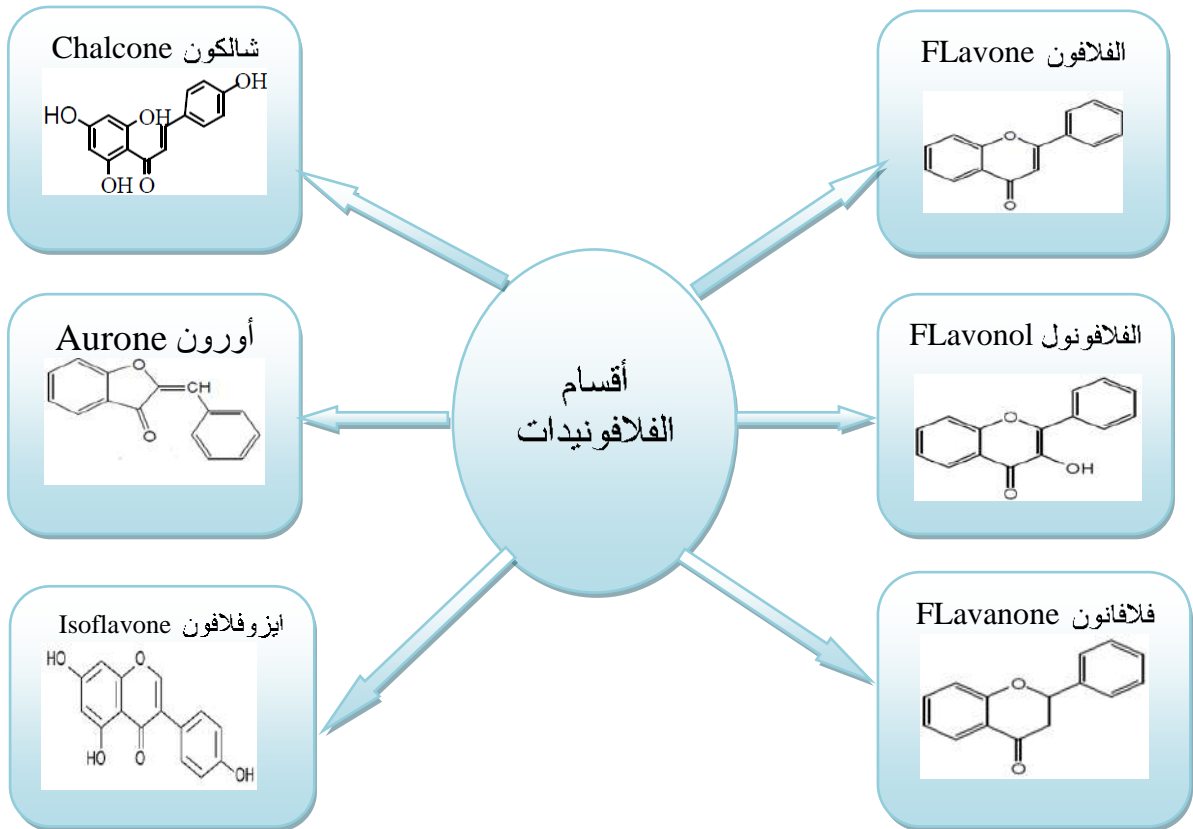 أقسام
الفلافونيدات
الفلافون FLavone
O
O
الفلافونول FLavonol
O
OH
O
فلافانون FLavanone
O
O
شالكون Chalcone
OH
HO
OH
OH O
أورون Aurone
O
CH
O
ايزوفلافون Isoflavone
HO
O
HO
O
OH